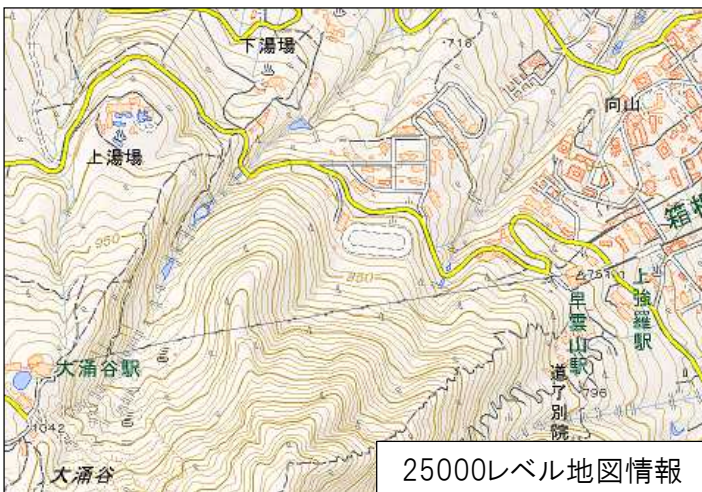 下湯場
・718
向山
上湯場
箱根
950
850
上強羅駅
早雲山駅
大涌谷駅
道了別院
796
1042
大涌谷
25000レベル地図情報